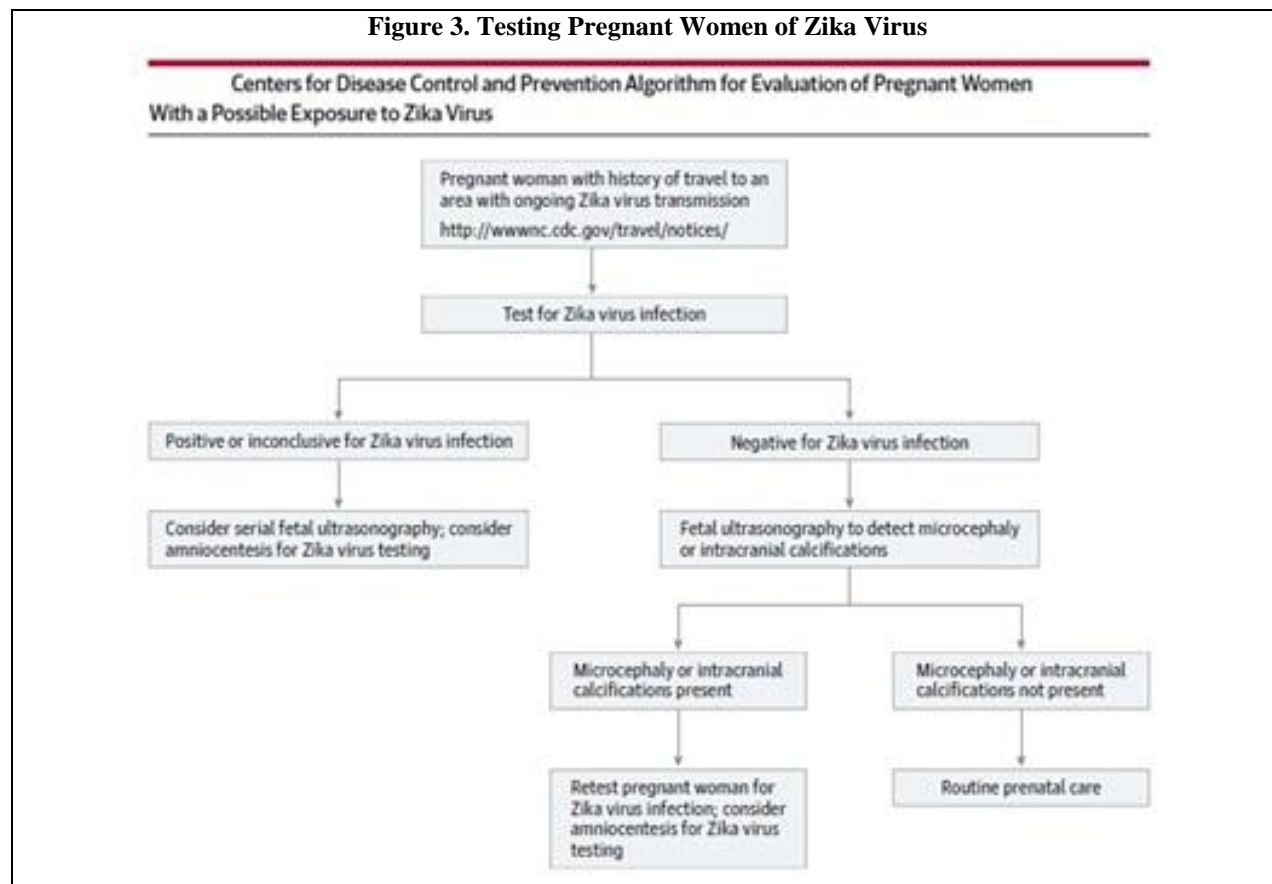 Figure 3. Testing Pregnant Women of Zika Virus
Centers for Disease Control and Prevention Algorithm for Evaluation of Pregnant Women
With a Possible Exposure to Zika Virus
Pregnant woman with history of travel to an
area with ongoing Zika virus transmission
http://wwwnc.cdc.gov/travel/notices/
Test for Zika virus infection
Positive or inconclusive for Zika virus infection
Negative for Zika virus infection
Consider serial fetal ultrasonography; consider
amniocentesis for Zika virus testing
Fetal ultrasonography to detect microcephaly
or intracranial calcifications
Microcephaly or intracranial
calcifications present
Microcephaly or intracranial
calcifications not present
Retest pregnant woman for
Zika virus infection; consider
amniocentesis for Zika virus
testing
Routine prenatal care